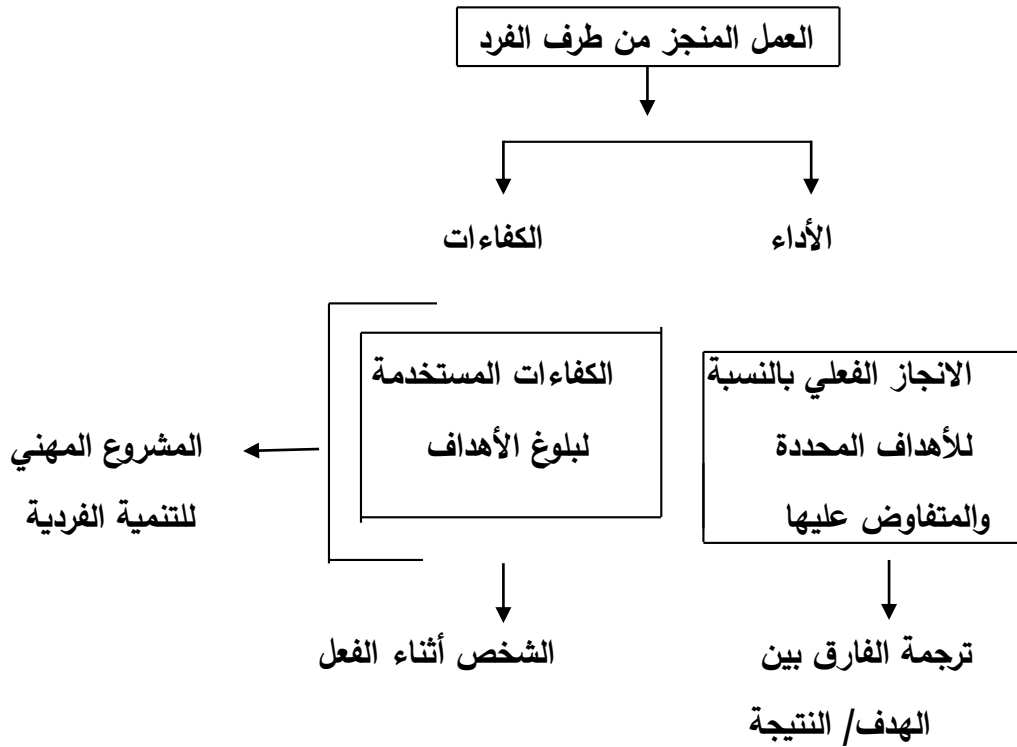 العمل المنجز من طرف الفرد
الأداء
الكفاءات
الانجاز الفعلي بالنسبة
للأهداف المحددة
والمتفاوض عليها
الكفاءات المستخدمة
لبلوغ الأهداف
المشروع المهني
للتنمية الفردية
ترجمة الفارق بين
الهدف/ النتيجة
الشخص أثناء الفعل